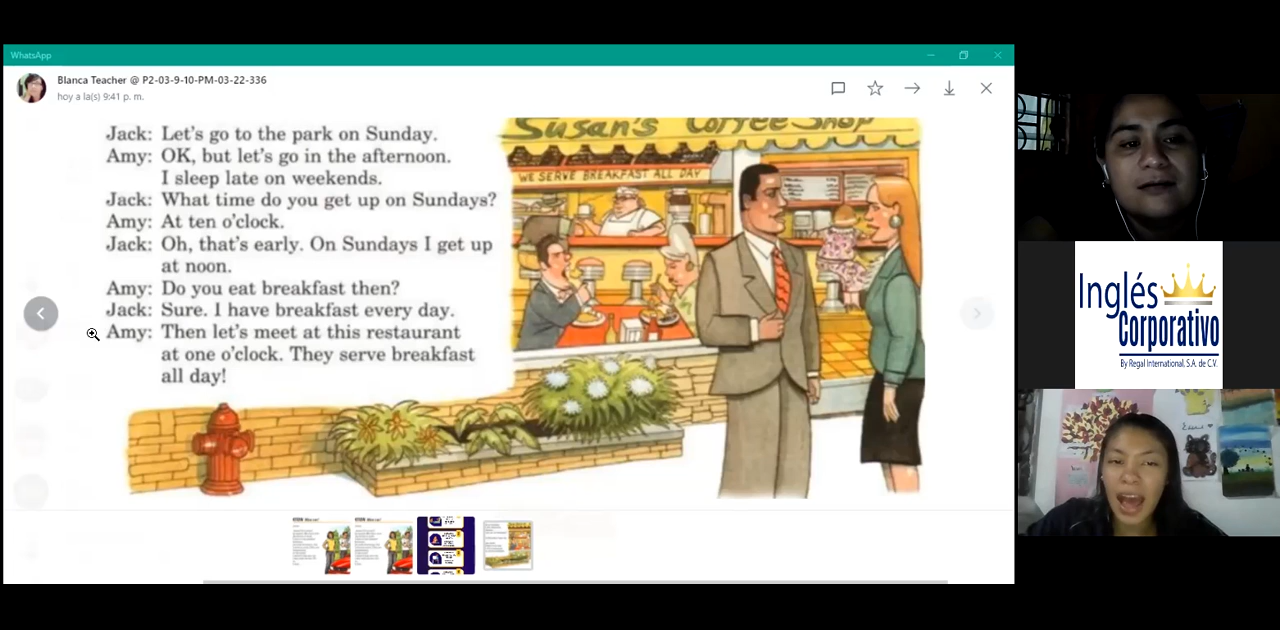 WhatsApp
Blanca Teacher @ P2-03-9-10-PM-03-22-336
hoy a la(s) 9:41 p. m.
Jack: Let's go to the park on Sunday.
Amy: OK, but let's go in the afternoon.
I sleep late on weekends.
Jack: What time do you get up on Sundays?
Amy: At ten o'clock.
Jack: Oh, that's early. On Sundays I get up
at noon.
Amy: Do you eat breakfast then?
Jack: Sure. I have breakfast every day.
Amy: Then let's meet at this restaurant
at one o'clock. They serve breakfast
all day!
Susan's Coffee Shop
WE SERVE BREAKFAST ALL DAY
Inglés
Corporativo
By Regal International, S.A. de C.V.